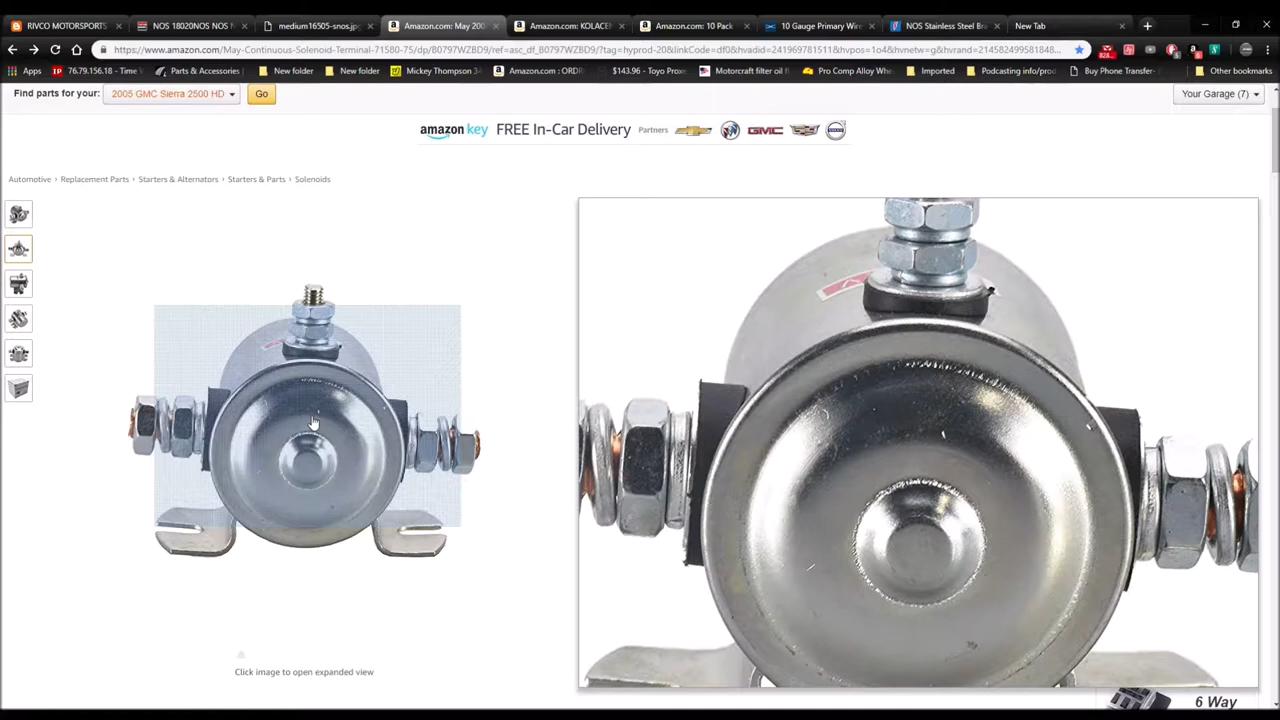 RIVCO MOTORSPORTS
NOS 18020NOS NOS N
medium16505-snos.jpg
Amazon.com: May 200
Amazon.com: KOLACE
Amazon.com: 10 Pack
10 Gauge Primary Wire
NOS Stainless Steel Bra
New Tab
https://www.amazon.com/May-Continuous-Solenoid-Terminal-71580-75/dp/B0797WZBD9/ref=asc_df_B0797WZBD9/?tag=hyprod-20&linkCode=df0&hvadid=241969781511&hvpos=1o4&hvnetw=g&hvrand=214582499581848...
Apps
76.79.156.18 - Time W
Parts & Accessories
New folder
New folder
Mickey Thompson 34
Amazon.com : ORDR
$143.96 - Toyo Proxe
Motorcraft filter oil f
Pro Comp Alloy Whe
Imported
Podcasting info/prod
Buy Phone Transfer-
Other bookmarks
Find parts for your:
2005 GMC Sierra 2500 HD
Go
Your Garage (7)
amazon key FREE In-Car Delivery Partners GMC
Automotive › Replacement Parts › Starters & Alternators › Starters & Parts › Solenoids
Click image to open expanded view
6 Way